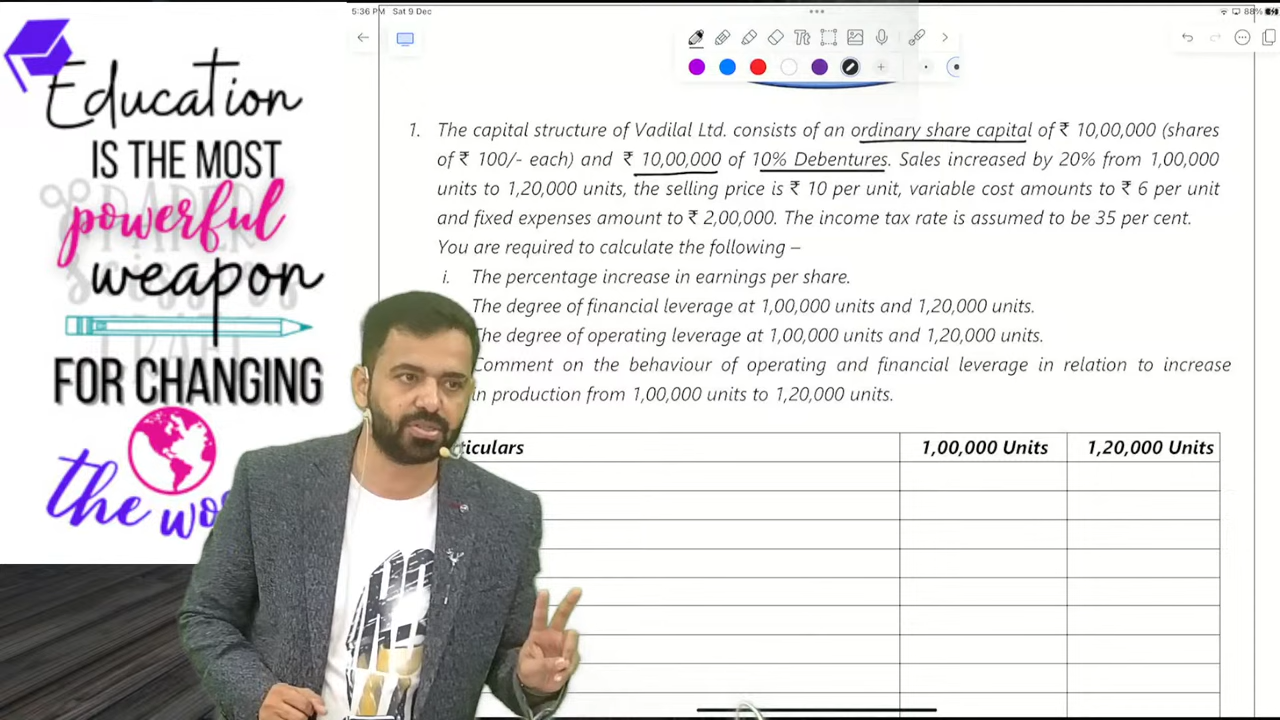 5:36 PM Sat 9 Dec
88%
Education
IS THE MOST
powerful
weapon
FOR CHANGING
the
1. The capital structure of Vadilal Ltd. consists of an ordinary share capital of ₹ 10,00,000 (shares
of ₹ 100/- each) and ₹ 10,00,000 of 10% Debentures. Sales increased by 20% from 1,00,000
units to 1,20,000 units, the selling price is ₹ 10 per unit, variable cost amounts to ₹ 6 per unit
and fixed expenses amount to ₹ 2,00,000. The income tax rate is assumed to be 35 per cent.
You are required to calculate the following –
i. The percentage increase in earnings per share.
The degree of financial leverage at 1,00,000 units and 1,20,000 units.
The degree of operating leverage at 1,00,000 units and 1,20,000 units.
Comment on the behaviour of operating and financial leverage in relation to increase
in production from 1,00,000 units to 1,20,000 units.
ticulars 1,00,000 Units 1,20,000 Units